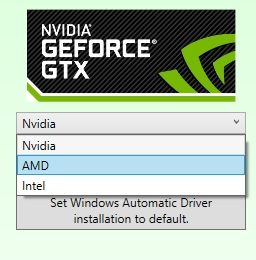 NVIDIA®
GEFORCE®
GTX
Nvidia
Nvidia
AMD
Intel
Set Windows Automatic Driver
installation to default.